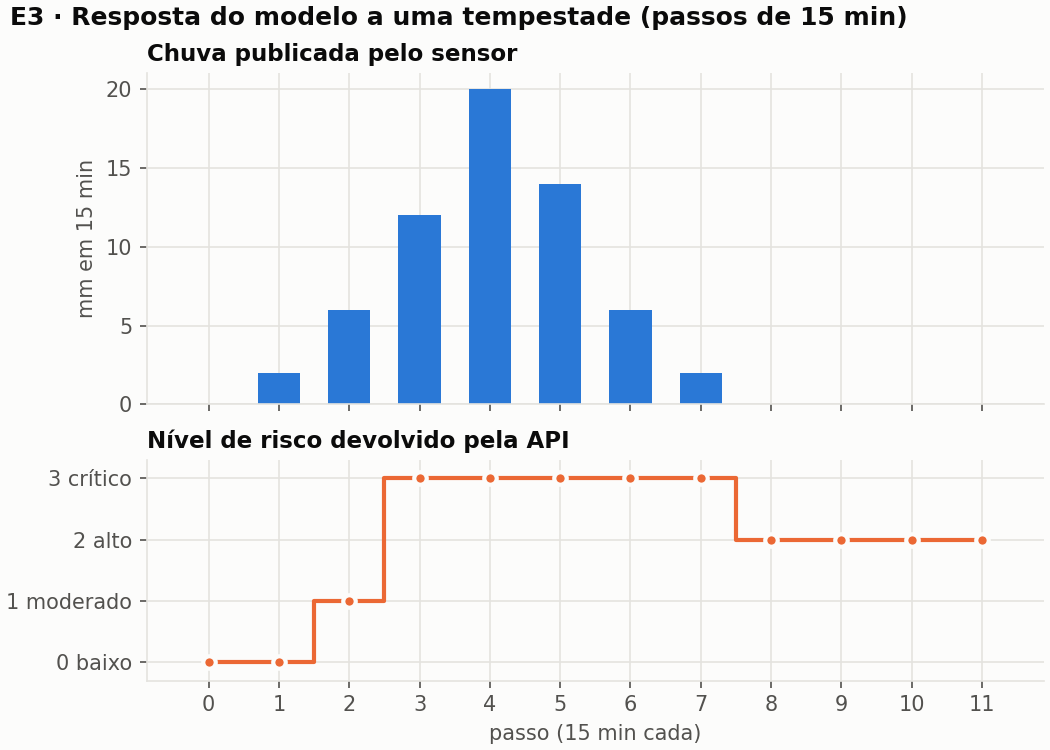 E3 · Resposta do modelo a uma tempestade (passos de 15 min)
Chuva publicada pelo sensor
20
15
10
5
0
mm em 15 min
Nível de risco devolvido pela API
3 crítico
2 alto
1 moderado
0 baixo
0 1 2 3 4 5 6 7 8 9 10 11
passo (15 min cada)